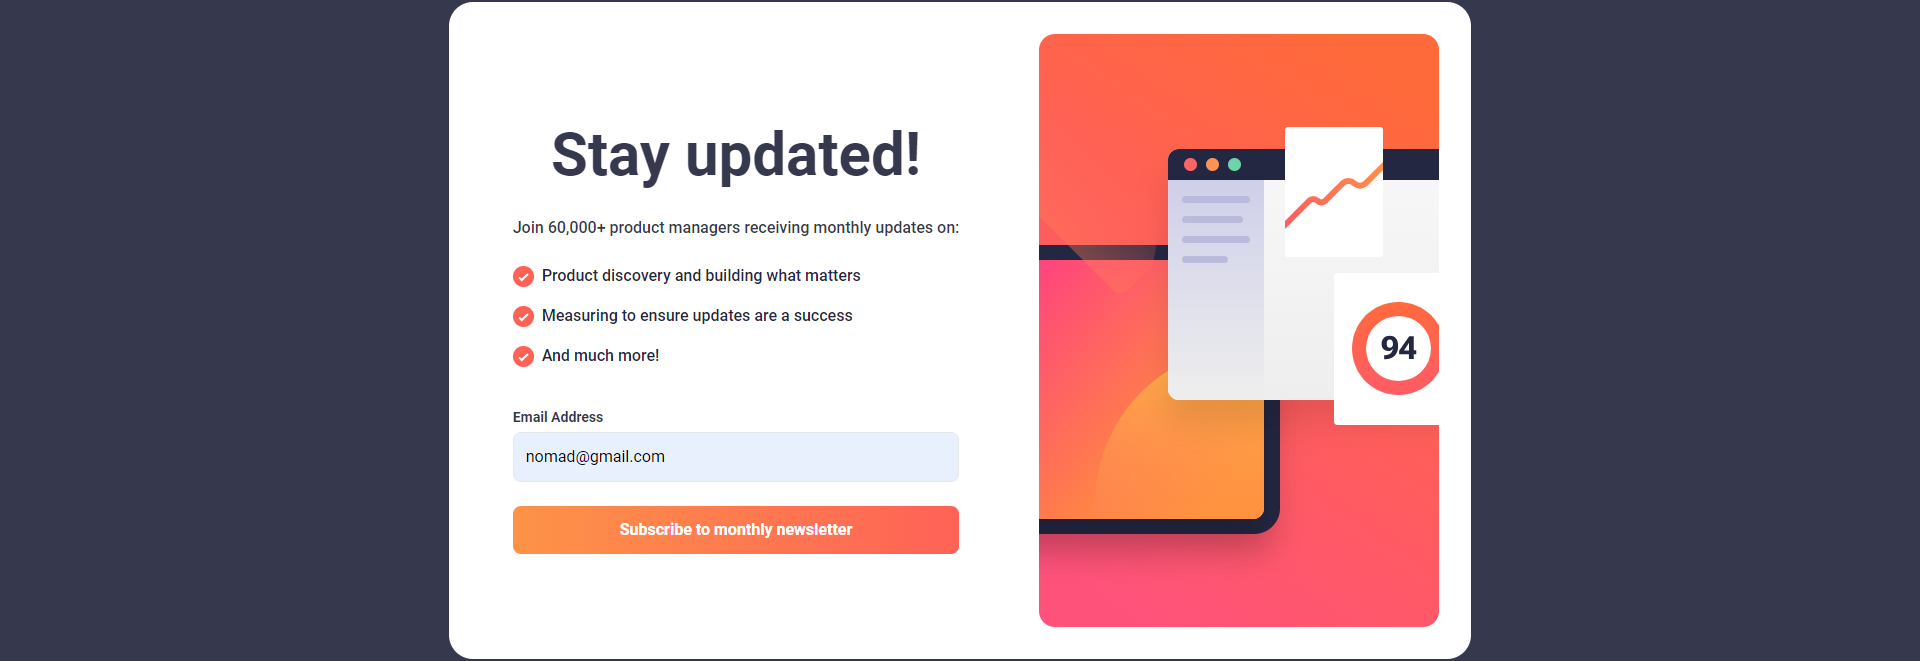 Stay updated!
Join 60,000+ product managers receiving monthly updates on:
Product discovery and building what matters
Measuring to ensure updates are a success
And much more!
Email Address
nomad@gmail.com
Subscribe to monthly newsletter
94